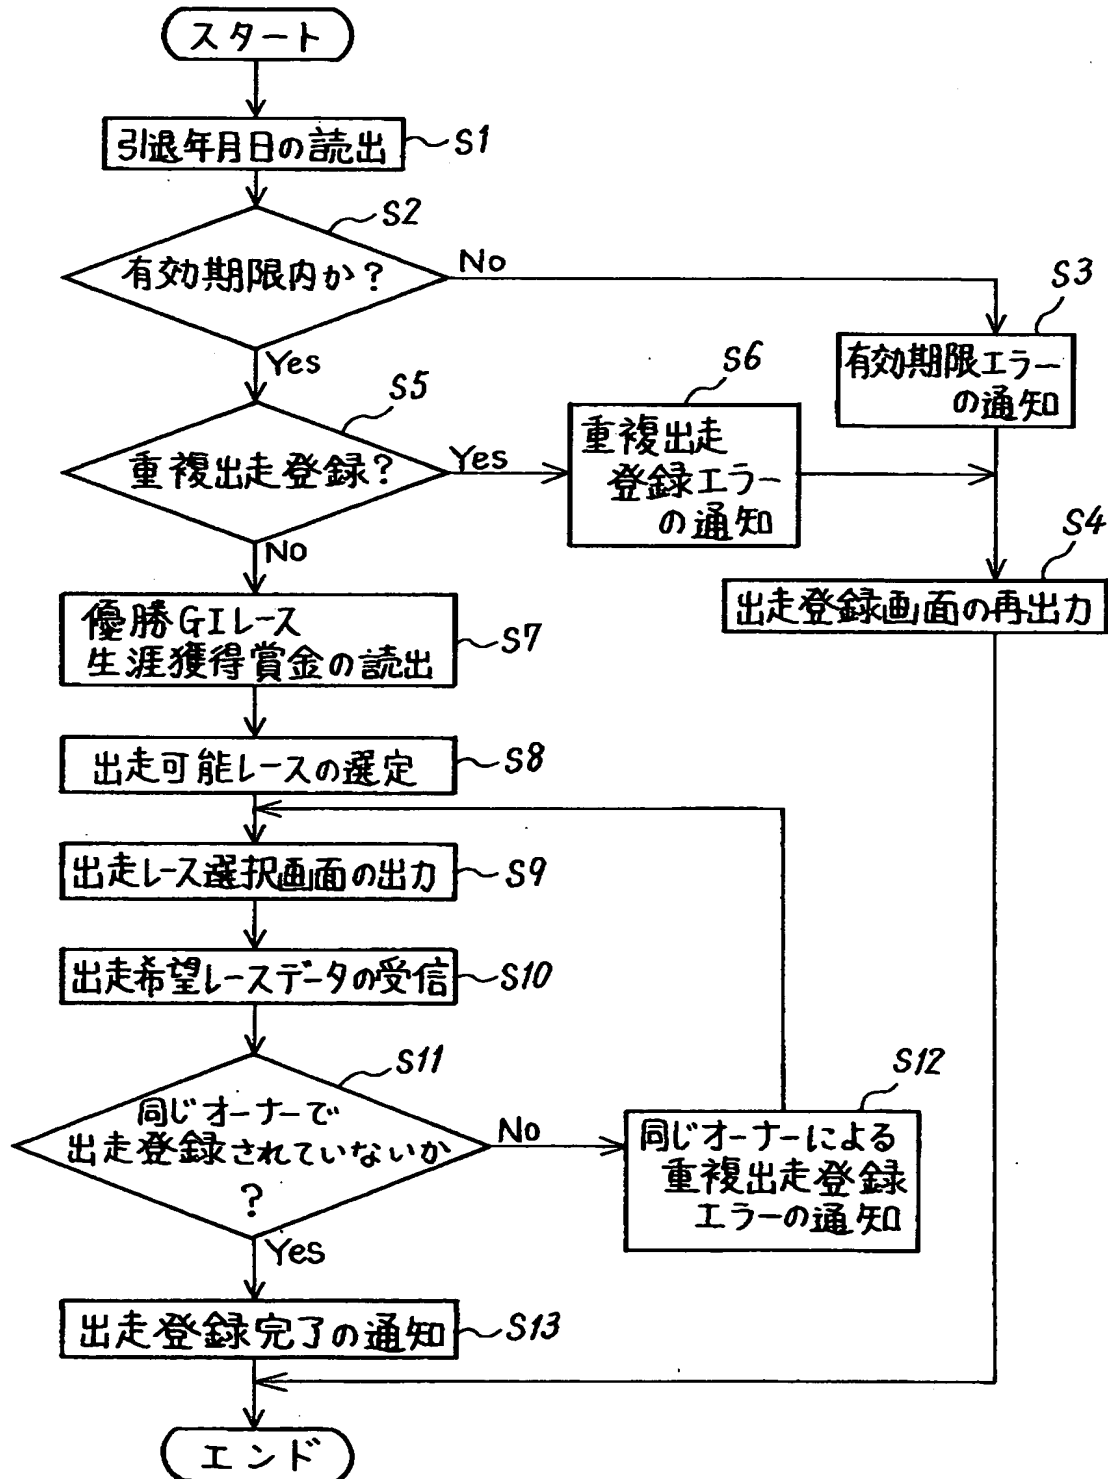 スタート
引退年月日の読出
S1
S2
有効期限内か?
No
S3
有効期限エラー
の通知
Yes
S5
重複出走登録?
Yes
S6
重複出走
登録エラー
の通知
S4
出走登録画面の再出力
No
優勝GIレース
生涯獲得賞金の読出
S7
出走可能レースの選定
S8
出走レース選択画面の出力
S9
出走希望レースデータの受信
S10
S11
同じオーナーで
出走登録されていないか
?
No
S12
同じオーナーによる
重複出走登録
エラーの通知
Yes
出走登録完了の通知
S13
エンド